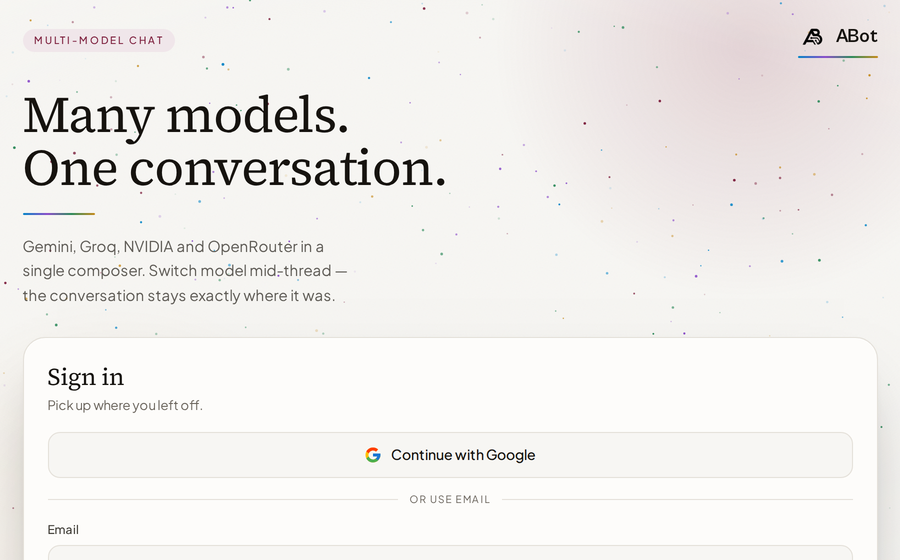 MULTI-MODEL CHAT
ABot
Many models.
One conversation.
Gemini, Groq, NVIDIA and OpenRouter in a
single composer. Switch model mid-thread —
the conversation stays exactly where it was.
Sign in
Pick up where you left off.
Continue with Google
OR USE EMAIL
Email